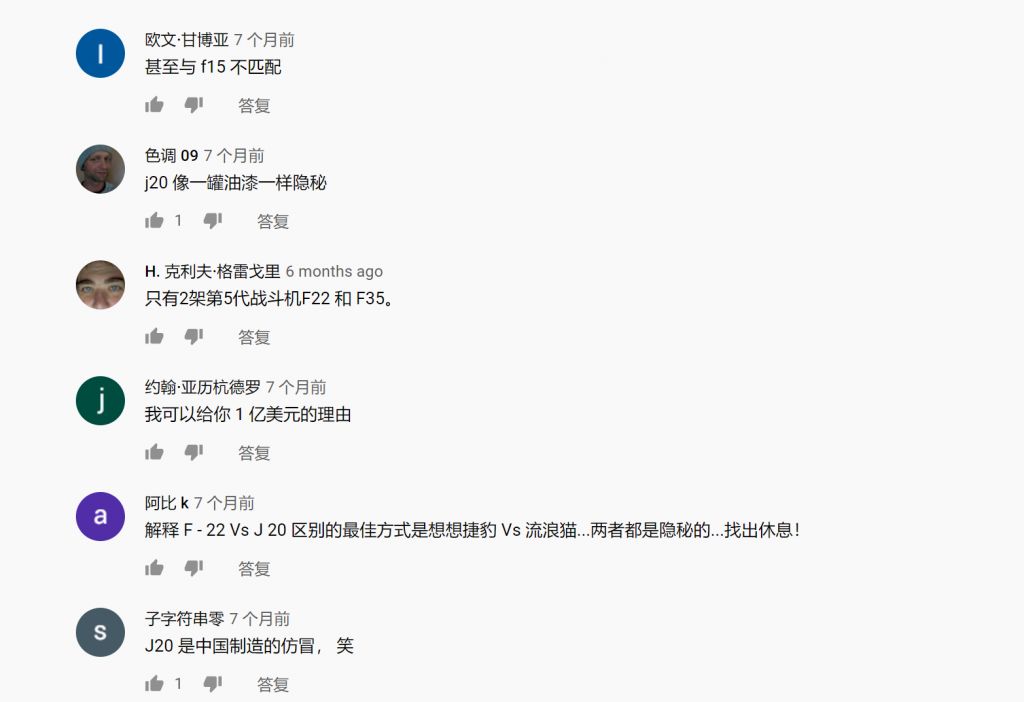 I
欧文·甘博亚 7 个月前
甚至与 f15 不匹配
答复
色调 09 7 个月前
j20 像一罐油漆一样隐秘
1 答复
H. 克利夫·格雷戈里 6 months ago
只有2架第5代战斗机F22 和 F35。
答复
j
约翰·亚历杭德罗 7 个月前
我可以给你 1 亿美元的理由
答复
a
阿比 k 7 个月前
解释 F - 22 Vs J 20 区别的最佳方式是想想捷豹 Vs 流浪猫...两者都是隐秘的...找出休息！
答复
s
子字符串零 7 个月前
J20 是中国制造的仿冒， 笑
1 答复